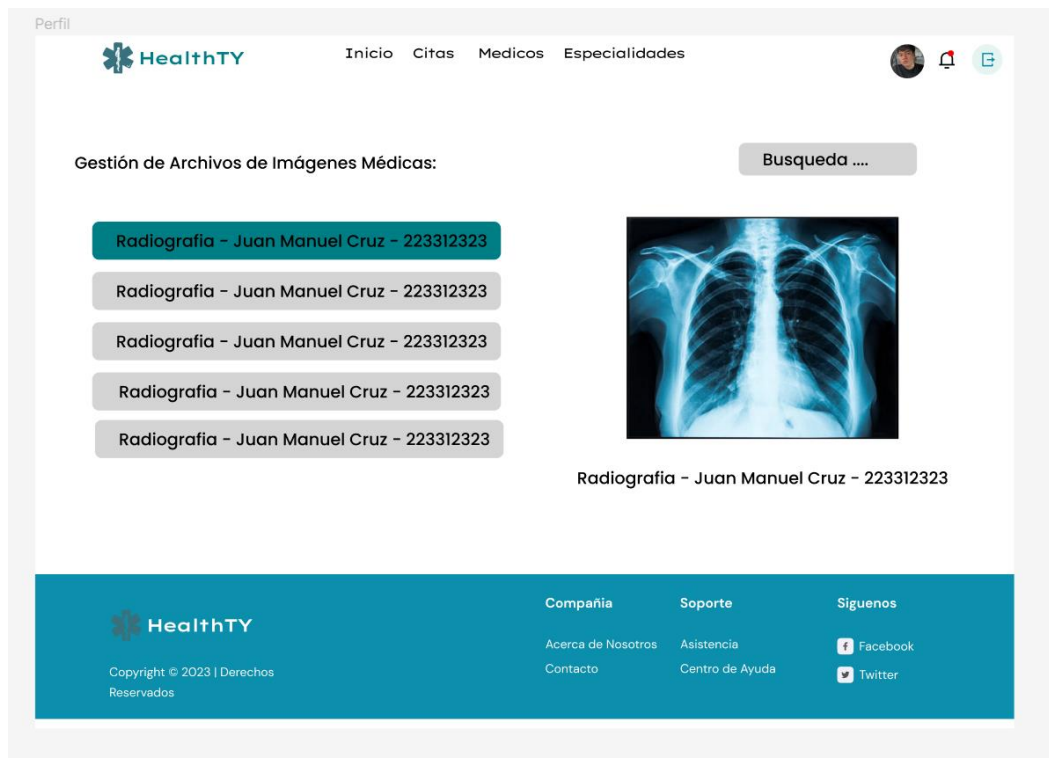 Perfil
HealthTY
Inicio Citas Medicos Especialidades
Gestión de Archivos de Imágenes Médicas:
Busqueda ....
Radiografia - Juan Manuel Cruz - 223312323
Radiografia - Juan Manuel Cruz - 223312323
Radiografia - Juan Manuel Cruz - 223312323
Radiografia - Juan Manuel Cruz - 223312323
Radiografia - Juan Manuel Cruz - 223312323
Radiografia - Juan Manuel Cruz - 223312323
HealthTY
Copyright © 2023 | Derechos
Reservados
Compañia
Acerca de Nosotros
Contacto
Soporte
Asistencia
Centro de Ayuda
Siguenos
Facebook
Twitter